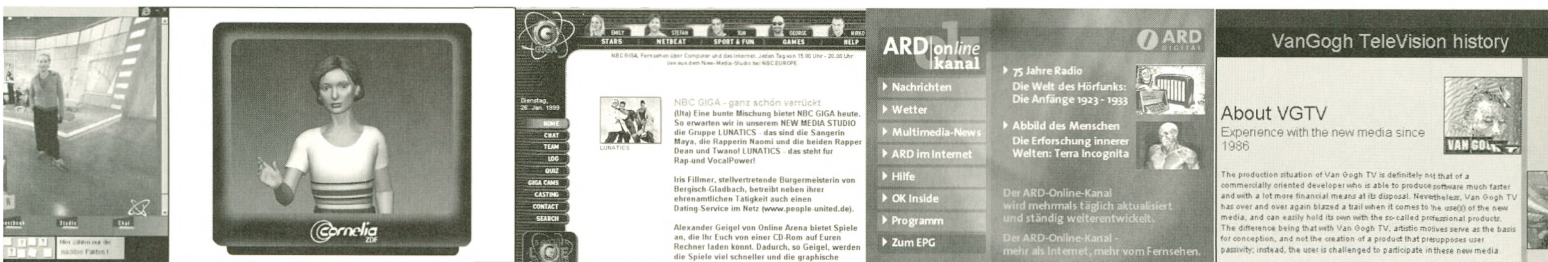 Studio
Chat
Hier zählen nur die
nackten Fakten!
Cornelia
ZDF
GIGA
EMILY STEFAN TOM GEORGE MIRKO
STARS NETBEAT SPORT & FUN GAMES HELP
NBC GIGA, Fernsehen über Computer und das Internet. Jeden Tag von 15.00 Uhr - 20.00 Uhr
live aus dem New-Media-Studio bei NBC EUROPE
Dienstag,
26. Jan. 1999
HOME
CHAT
TEAM
LOG
QUIZ
GIGA CAMS
CASTING
CONTACT
SEARCH
LUNATICS
NBC GIGA - ganz schön verrückt
(Uta) Eine bunte Mischung bietet NBC GIGA heute.
So erwarten wir in unserem NEW MEDIA STUDIO
die Gruppe LUNATICS - das sind die Sangerin
Maya, die Rapperin Naomi und die beiden Rapper
Dean und Twano! LUNATICS - das steht fur
Rap-und VocalPower!
Iris Fillmer, stellvertretende Burgermeisterin von
Bergisch-Gladbach, betreibt neben ihrer
ehrenamtlichen Tätigkeit auch einen
Dating Service im Netz (www.people-united.de).
Alexander Geigel von Online Arena bietet Spiele
an, die Ihr Euch von einer CD-Rom auf Euren
Rechner laden konnt. Dadurch, so Geigel, werden
die Spiele viel schneller und die graphische
ARD online
kanal
Nachrichten
Wetter
Multimedia-News
ARD im Internet
Hilfe
OK Inside
Programm
Zum EPG
ARD
DIGITAL
75 Jahre Radio
Die Welt des Hörfunks:
Die Anfänge 1923 - 1933
Abbild des Menschen
Die Erforschung innerer
Welten: Terra Incognita
Der ARD-Online-Kanal
wird mehrmals täglich aktualisiert
und ständig weiterentwickelt.
Der ARD-Online-Kanal -
mehr als Internet, mehr vom Fernsehen.
VanGogh TeleVision history
About VGTV
Experience with the new media since
1986
VAN GOGH
The production situation of Van Gogh TV is definitely not that of a
commercially oriented developer who is able to produce software much faster
and with a lot more financial means at its disposal. Nevertheless, Van Gogh TV
has over and over again blazed a trail when it comes to the use(s) of the new
media, and can easily hold its own with the so-called professional products.
The difference being that with Van Gogh TV, artistic motives serve as the basis
for conception, and not the creation of a product that presupposes user
passivity; instead, the user is challenged to participate in these new media